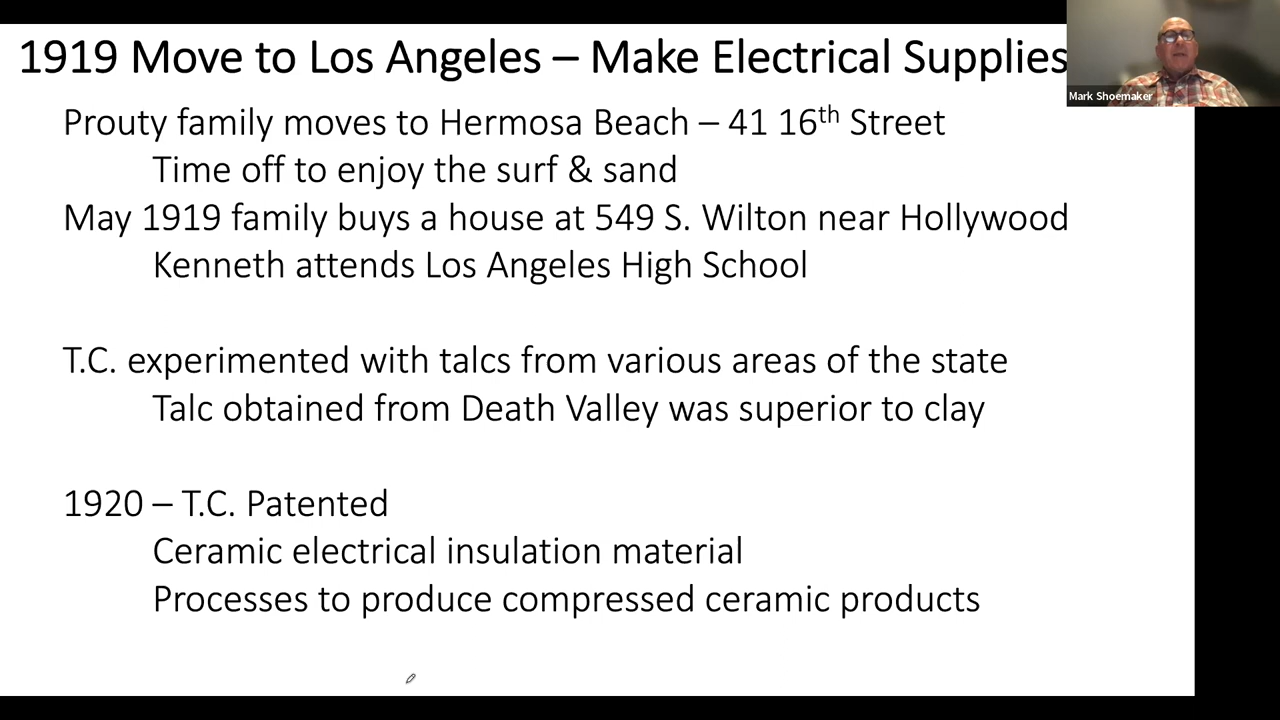 1919 Move to Los Angeles – Make Electrical Supplies
Mark Shoemaker
Prouty family moves to Hermosa Beach – 41 16th Street
Time off to enjoy the surf & sand
May 1919 family buys a house at 549 S. Wilton near Hollywood
Kenneth attends Los Angeles High School
T.C. experimented with talcs from various areas of the state
Talc obtained from Death Valley was superior to clay
1920 – T.C. Patented
Ceramic electrical insulation material
Processes to produce compressed ceramic products